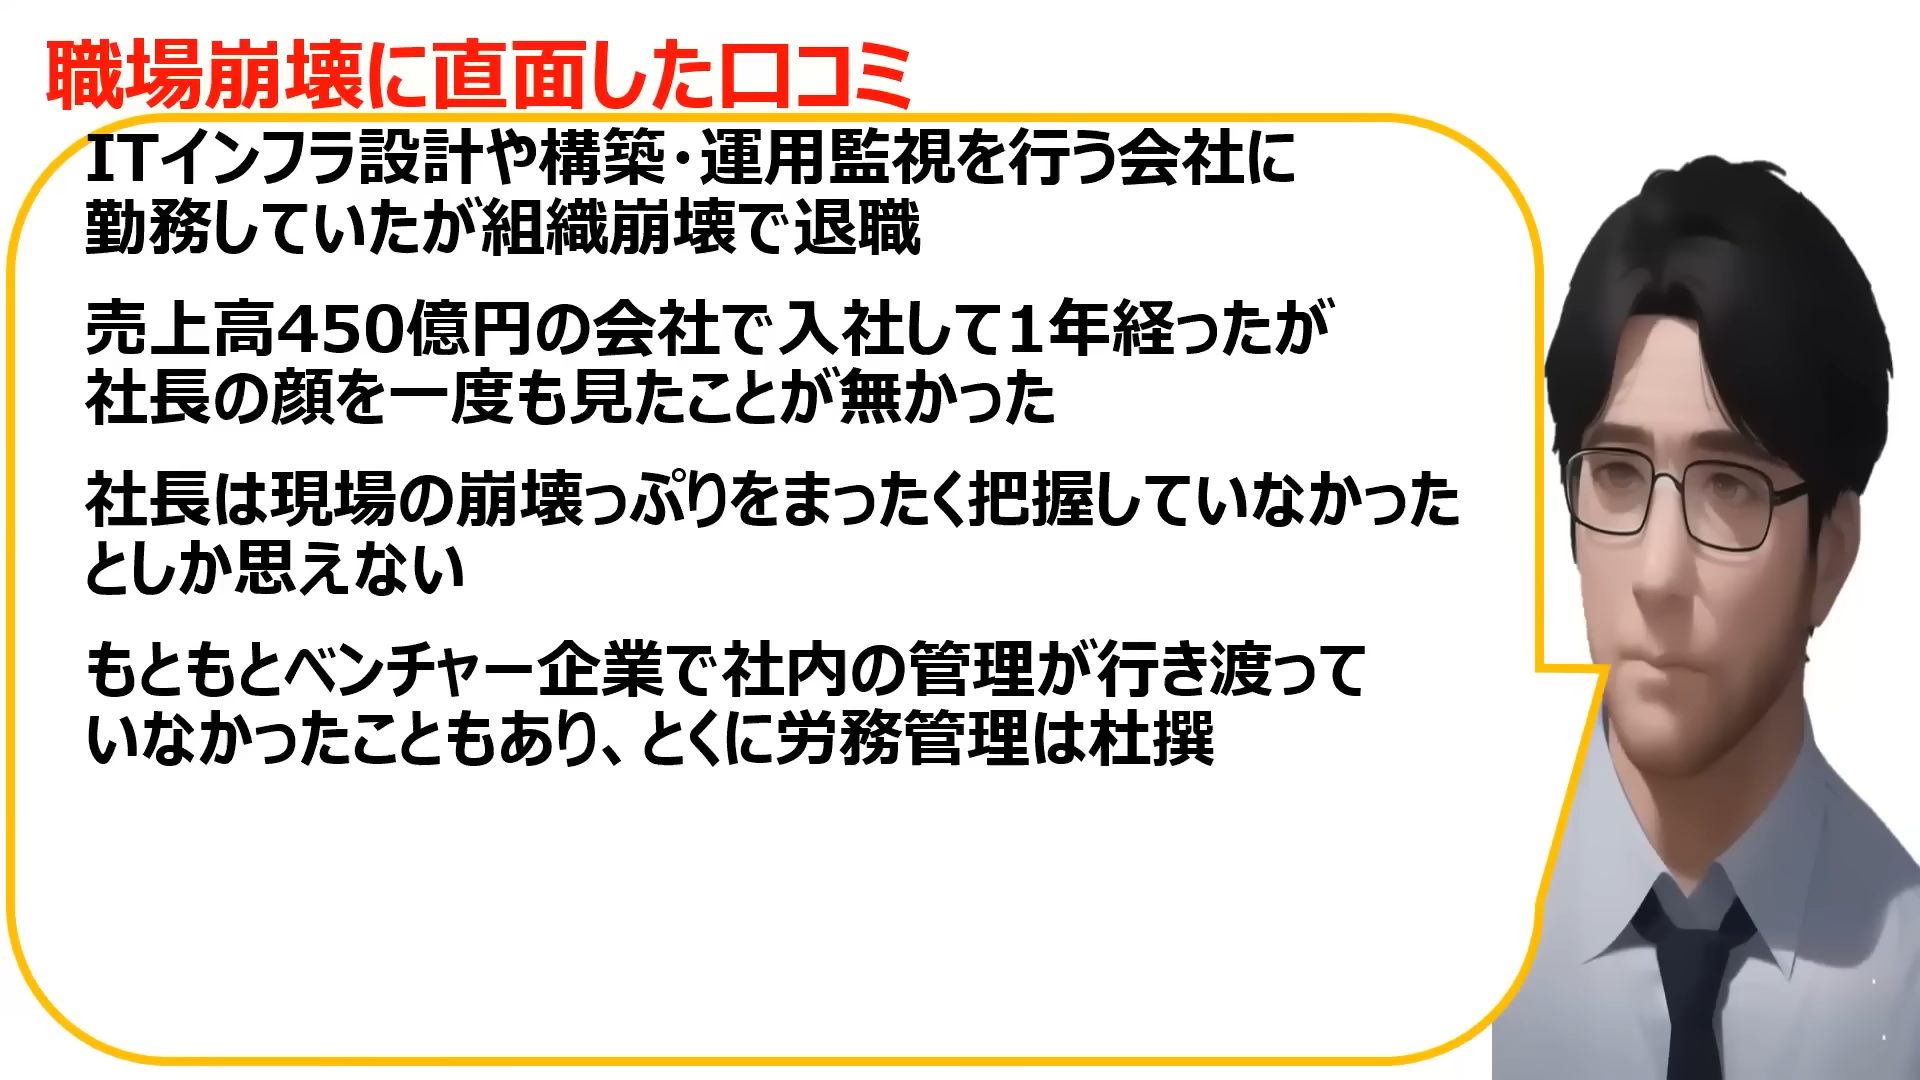 職場崩壊に直面した口コミ
ITインフラ設計や構築・運用監視を行う会社に
勤務していたが組織崩壊で退職
売上高450億円の会社で入社して1年経ったが
社長の顔を一度も見たことが無かった
社長は現場の崩壊っぷりをまったく把握していなかった
としか思えない
もともとベンチャー企業で社内の管理が行き渡って
いなかったこともあり、とくに労務管理は杜撰